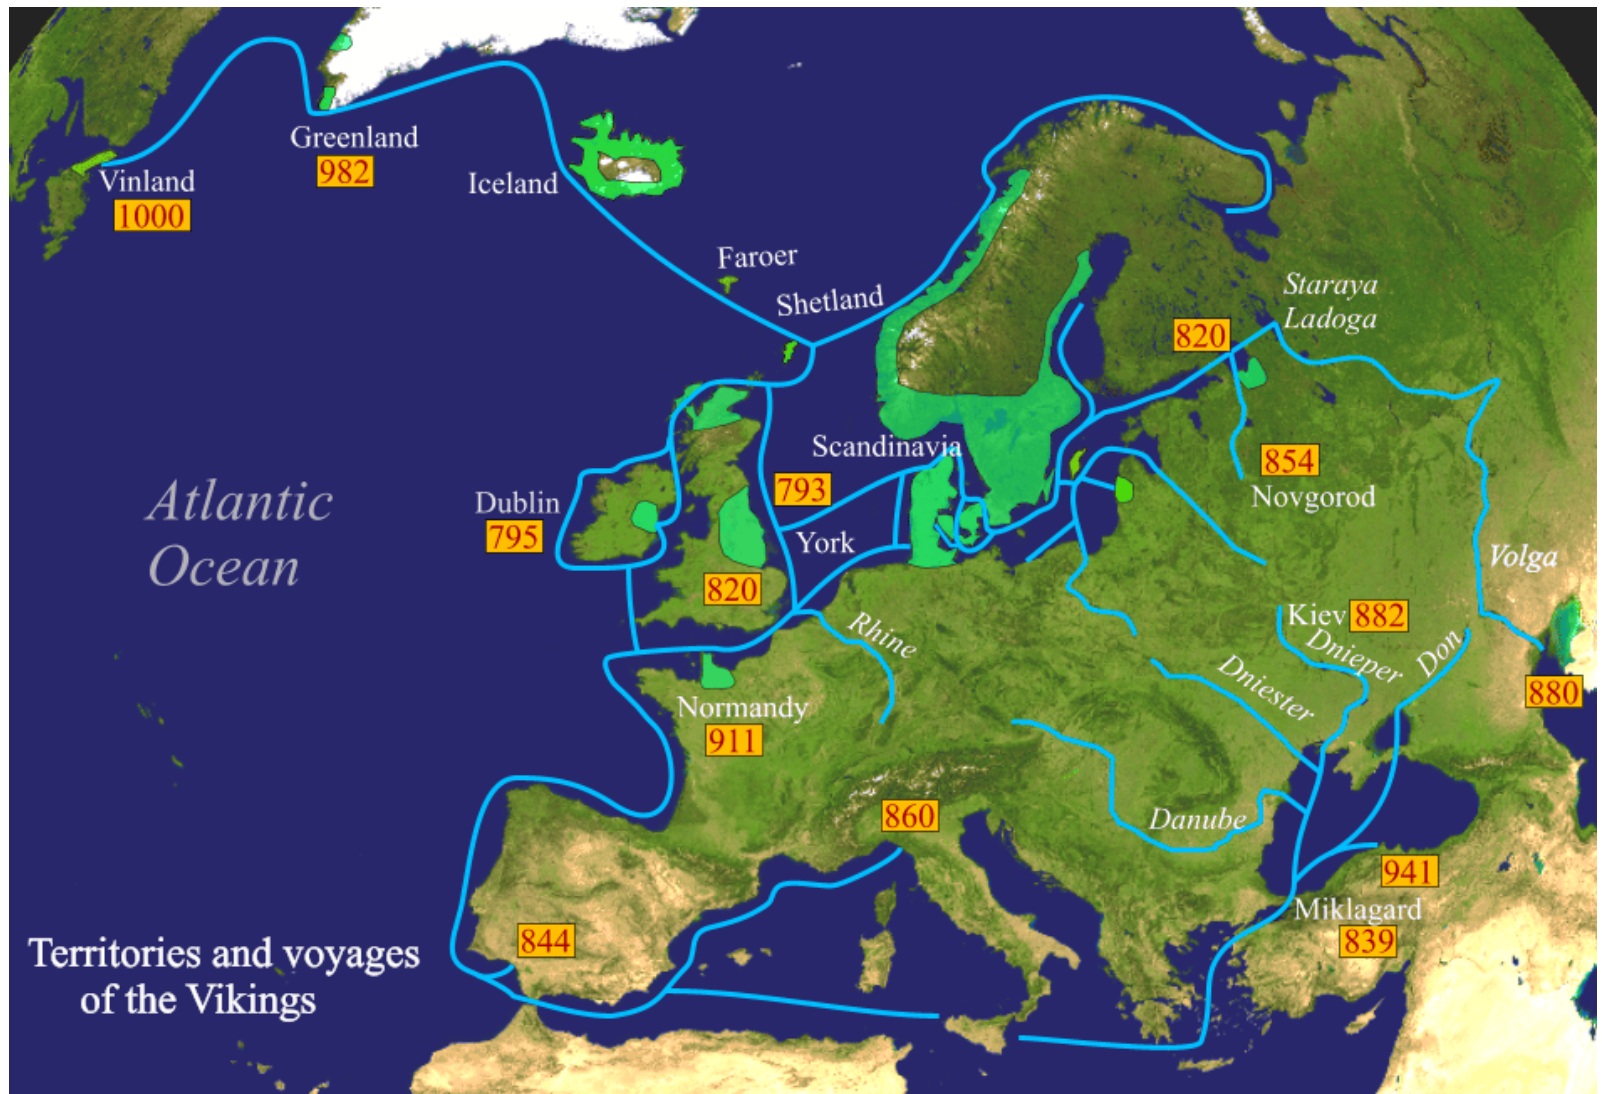 Greenland
982
Vinland
1000
Iceland
Faroer
Shetland
Staraya
Ladoga
820
Scandinavia
854
Novgorod
793
Dublin
795
York
820
Atlantic
Ocean
Volga
Kiev 882
Rhine
Dnieper
Don
Dniester
880
Normandy
911
860
Danube
941
Miklagard
839
844
Territories and voyages
of the Vikings